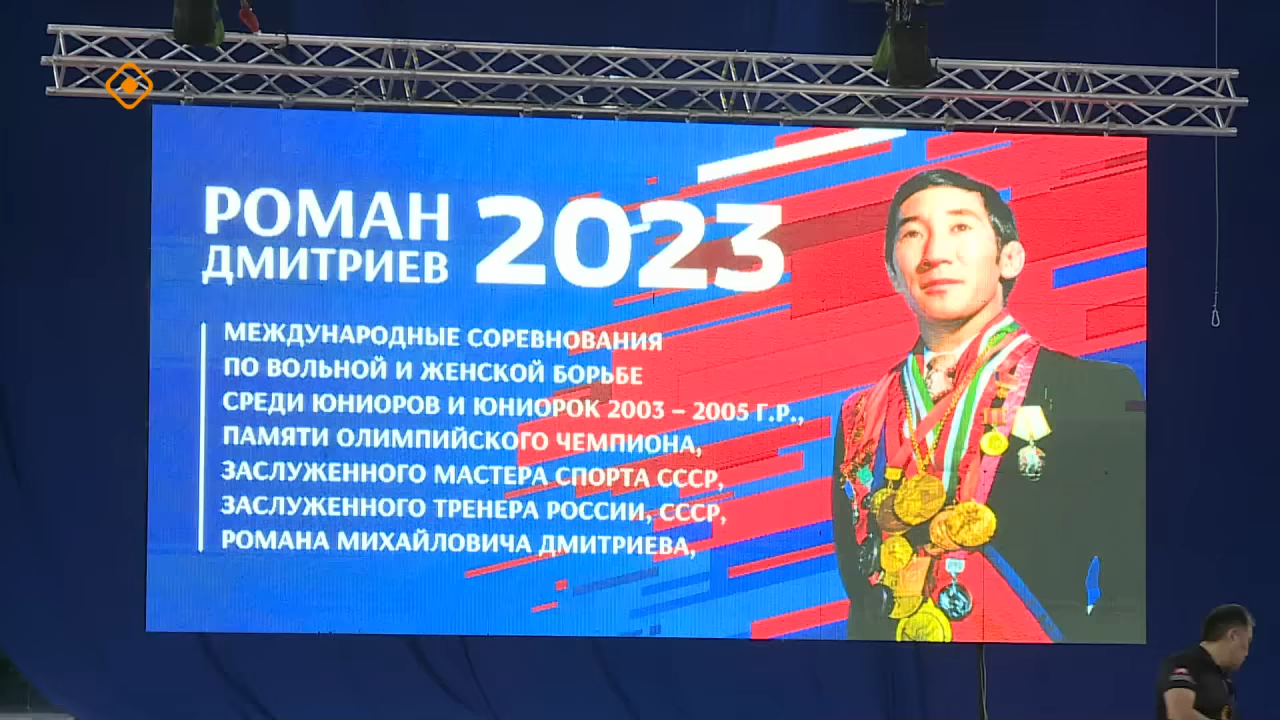 РОМАН
ДМИТРИЕВ
2023
МЕЖДУНАРОДНЫЕ СОРЕВНОВАНИЯ
ПО ВОЛЬНОЙ И ЖЕНСКОЙ БОРЬБЕ
СРЕДИ ЮНИОРОВ И ЮНИОРОК 2003 – 2005 Г.Р.,
ПАМЯТИ ОЛИМПИЙСКОГО ЧЕМПИОНА,
ЗАСЛУЖЕННОГО МАСТЕРА СПОРТА СССР,
ЗАСЛУЖЕННОГО ТРЕНЕРА РОССИИ, СССР,
РОМАНА МИХАЙЛОВИЧА ДМИТРИЕВА,